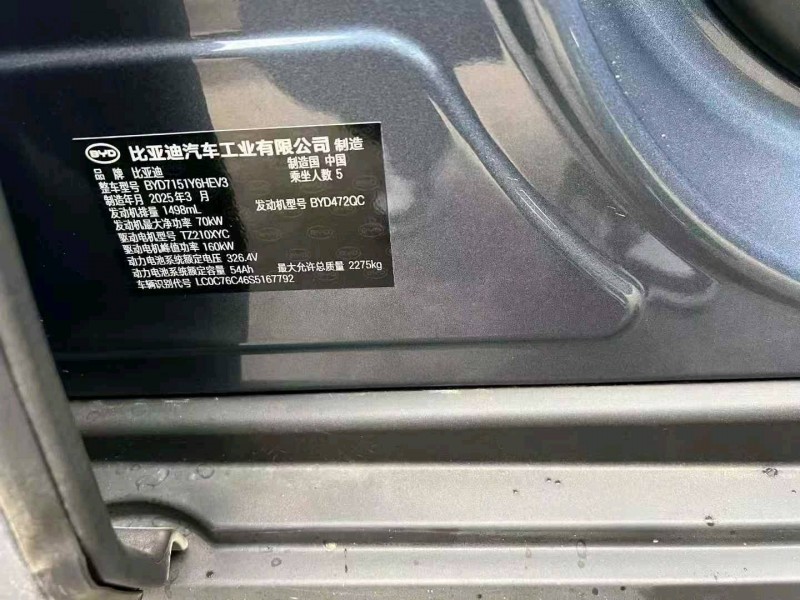 BYD 比亚迪汽车工业有限公司 制造
品 牌 比亚迪 制造国 中国
整车型号 BYD7151Y6HEV3 乘坐人数 5
制造年月 2025年3 月
发动机排量 1498mL 发动机型号 BYD472QC
发动机最大净功率 70kW
驱动电机型号 TZ210XYC
驱动电机峰值功率 160kW
动力电池系统额定电压 326.4V
动力电池系统额定容量 54Ah 最大允许总质量 2275kg
车辆识别代号 LC0C76C46S5167792